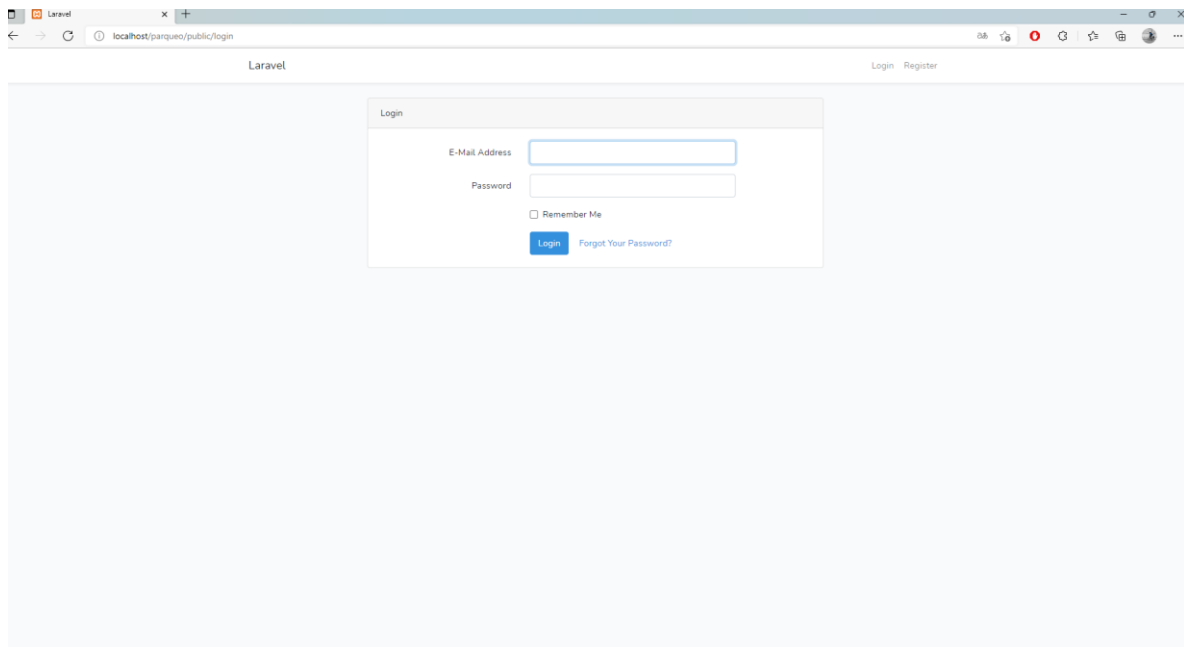 Laravel
localhost/parqueo/public/login
Laravel
Login Register
Login
E-Mail Address
Password
Remember Me
Login Forgot Your Password?